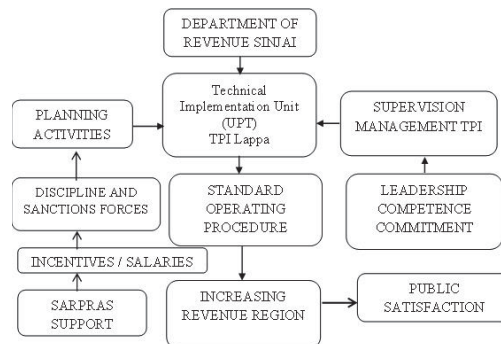 DEPARTMENT OF
REVENUE SINJAI
Technical
Implementation Unit
(UPT)
TPI Lappa
PLANNING
ACTIVITIES
SUPERVISION
MANAGEMENT TPI
DISCIPLINE AND
SANCTIONS FORCES
STANDARD
OPERATING
PROCEDURE
LEADERSHIP
COMPETENCE
COMMITMENT
INCENTIVES / SALARIES
SARPRAS
SUPPORT
INCREASING
REVENUE REGION
PUBLIC
SATISFACTION